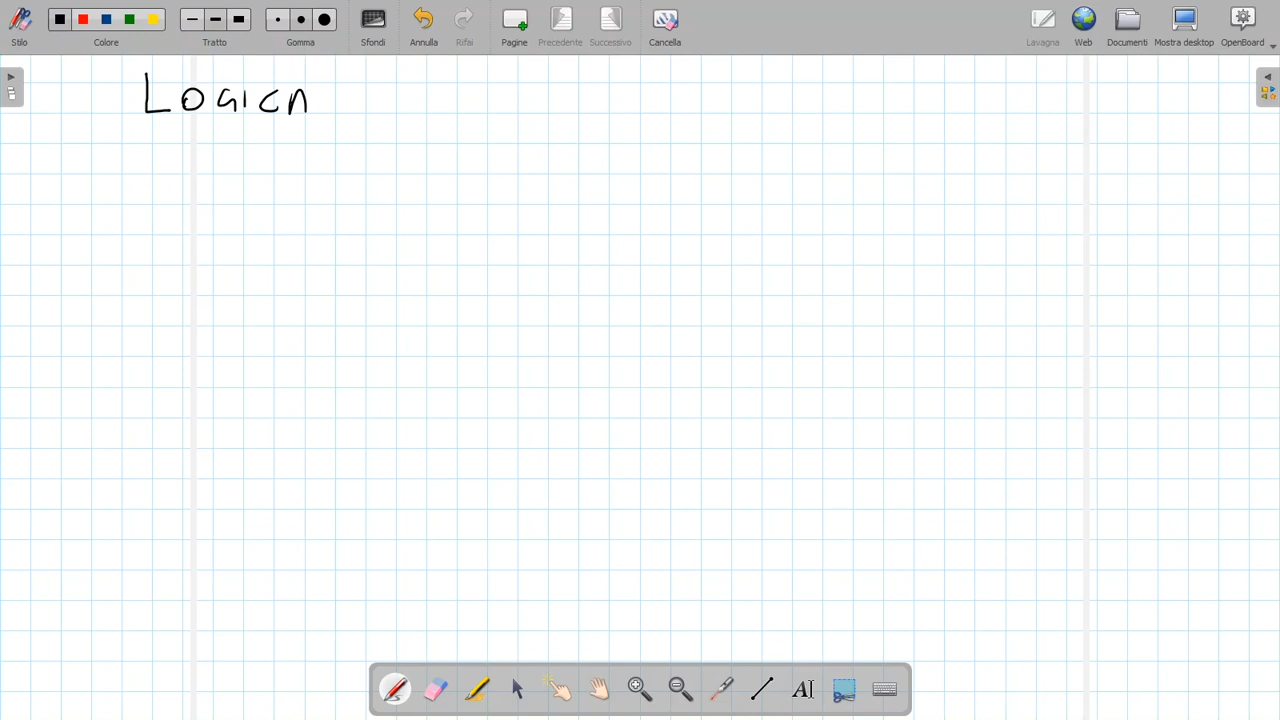 Stilo Colore Tratto Gomma Sfondi Annulla Rifai Pagine Precedente Successivo Cancella Lavagna Web Documenti Mostra desktop OpenBoard
LOGICA